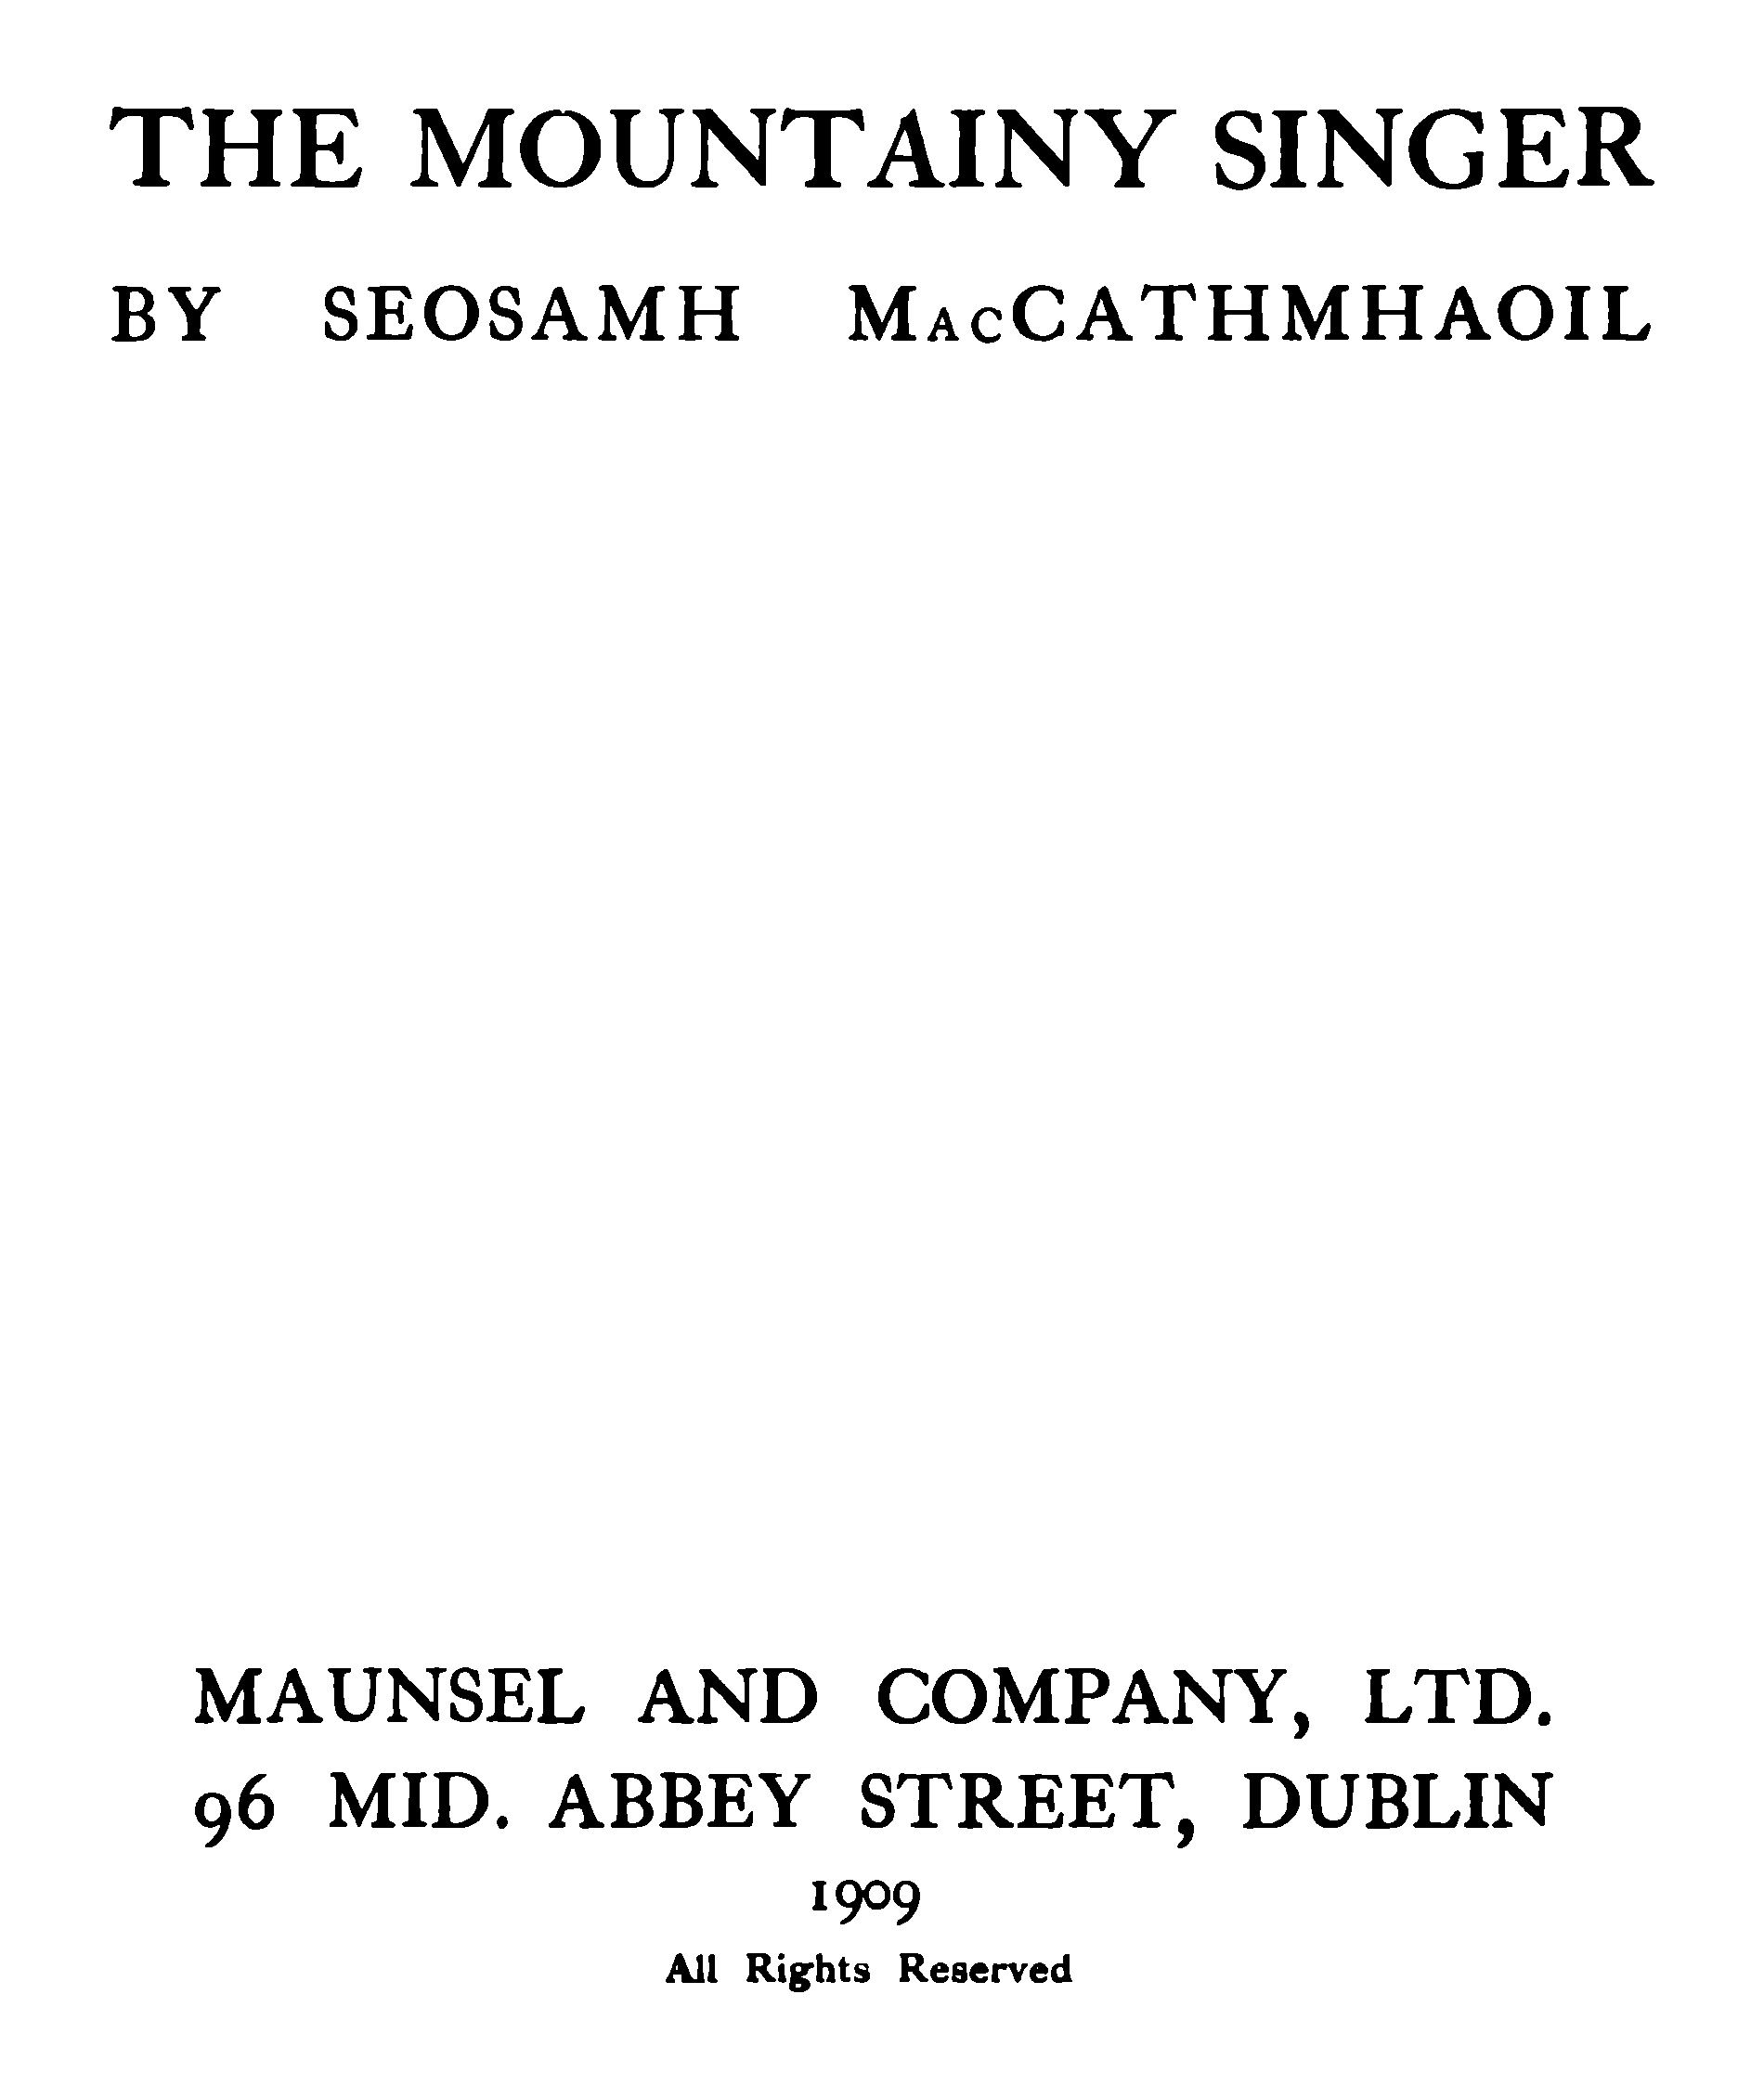 THE MOUNTAINY SINGER
BY SEOSAMH MacCATHMHAOIL
MAUNSEL AND COMPANY, LTD.
96 MID. ABBEY STREET, DUBLIN
1909
All Rights Reserved